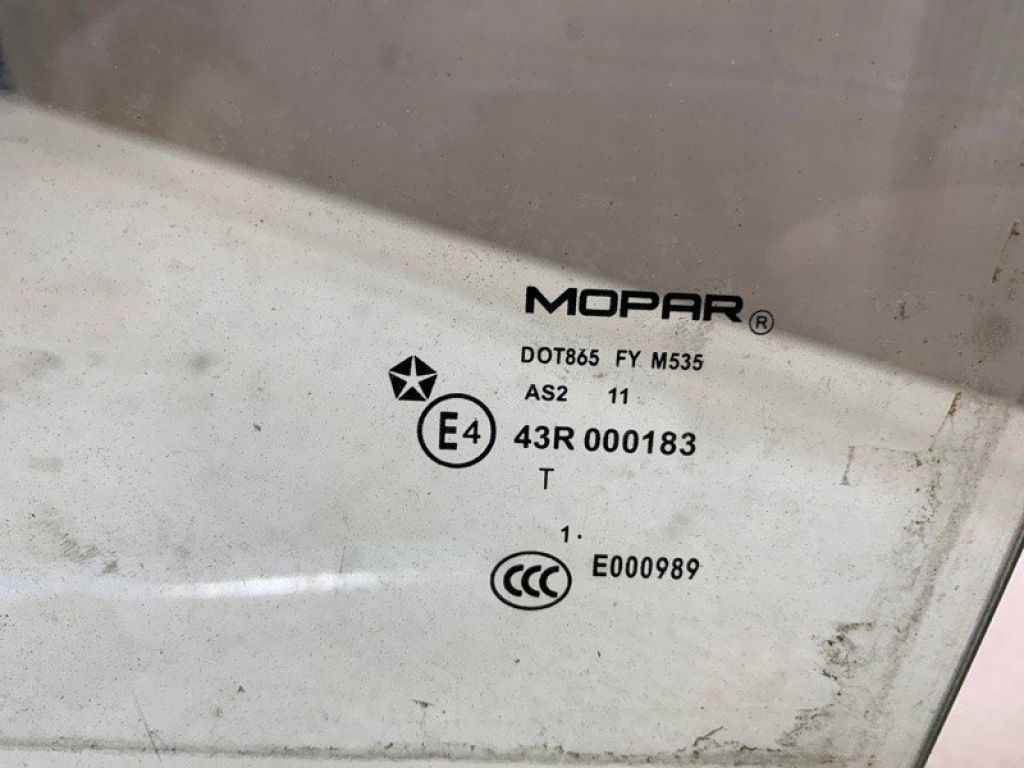 MOPAR ®
DOT865 FY M535
AS2 11
E4 43R 000183
T
1.
CCC E000989